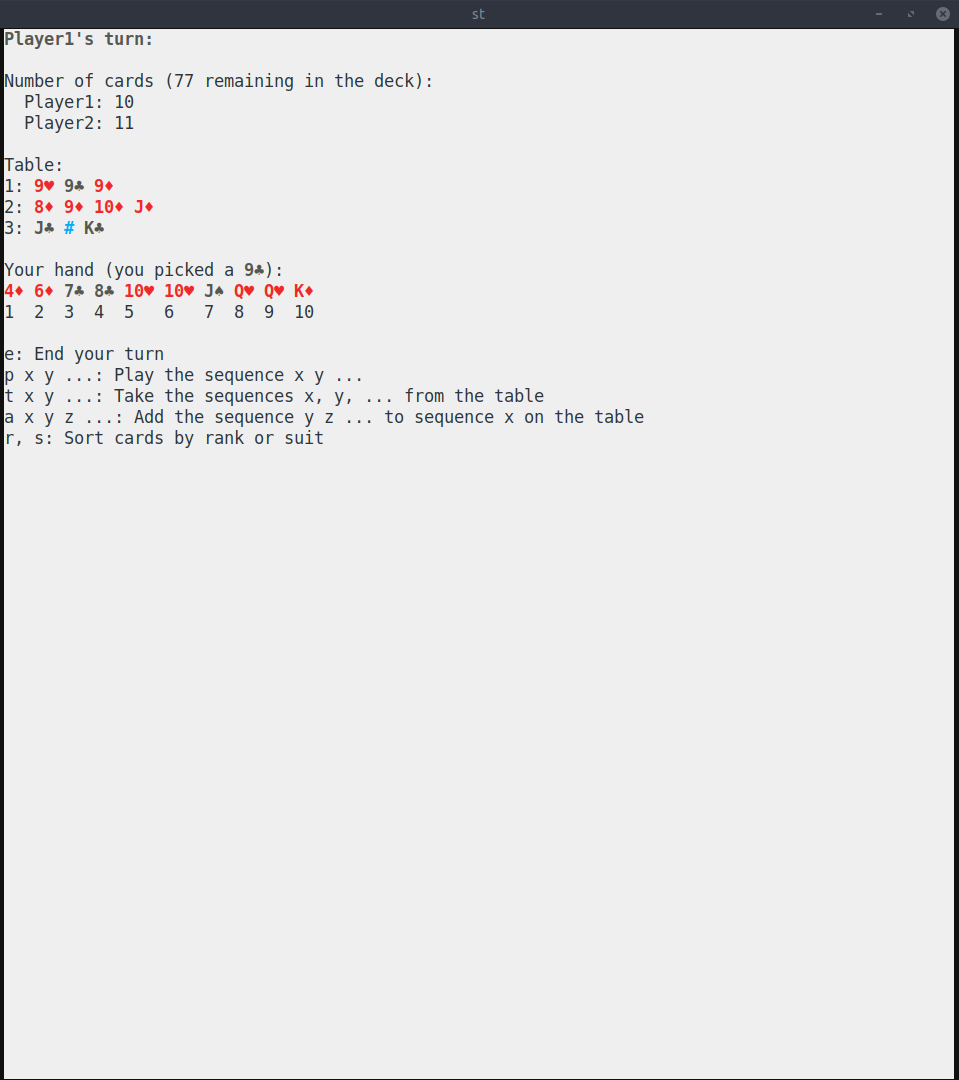 st
Player1's turn:
Number of cards (77 remaining in the deck):
Player1: 10
Player2: 11
Table:
1: 9♥ 9♣ 9♦
2: 8♦ 9♦ 10♦ J♦
3: J♣ # K♣
Your hand (you picked a 9♣):
4♦ 6♦ 7♣ 8♣ 10♥ 10♥ J♠ Q♥ Q♥ K♦
1 2 3 4 5 6 7 8 9 10
e: End your turn
p x y ...: Play the sequence x y ...
t x y ...: Take the sequences x, y, ... from the table
a x y z ...: Add the sequence y z ... to sequence x on the table
r, s: Sort cards by rank or suit